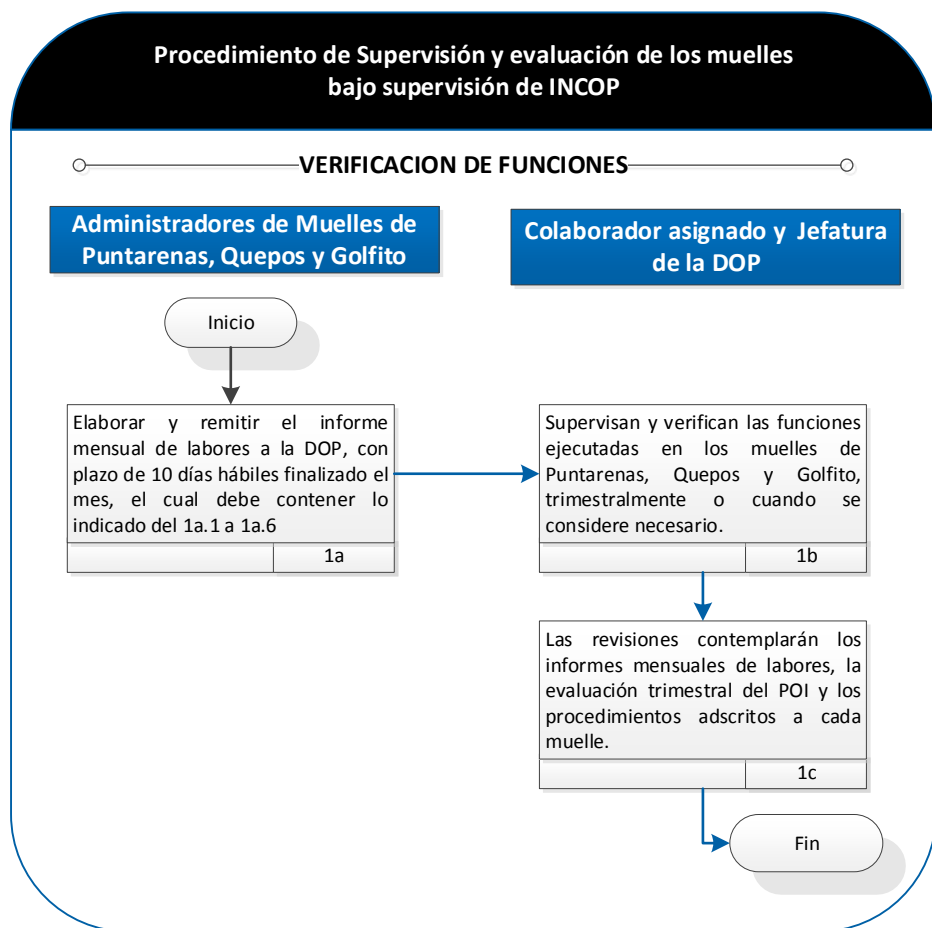 Procedimiento de Supervisión y evaluación de los muelles
bajo supervisión de INCOP
VERIFICACION DE FUNCIONES
Administradores de Muelles de
Puntarenas, Quepos y Golfito
Colaborador asignado y Jefatura
de la DOP
Inicio
Elaborar y remitir el informe
mensual de labores a la DOP, con
plazo de 10 días hábiles finalizado el
mes, el cual debe contener lo
indicado del 1a.1 a 1a.6
1a
Supervisan y verifican las funciones
ejecutadas en los muelles de
Puntarenas, Quepos y Golfito,
trimestralmente o cuando se
considere necesario.
1b
Las revisiones contemplarán los
informes mensuales de labores, la
evaluación trimestral del POI y los
procedimientos adscritos a cada
muelle.
1c
Fin